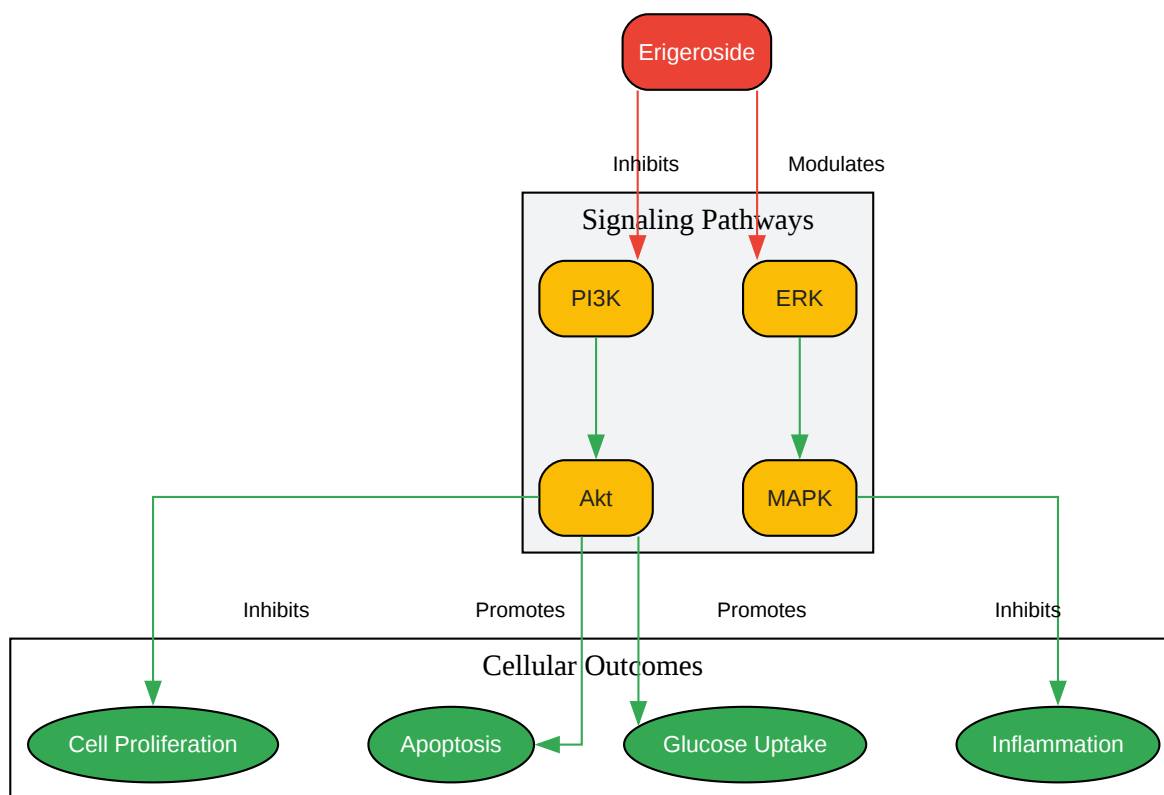 Erigeroside
Inhibits
Modulates
Signaling Pathways
PI3K
ERK
Akt
MAPK
Inhibits
Promotes
Promotes
Inhibits
Cellular Outcomes
Cell Proliferation
Apoptosis
Glucose Uptake
Inflammation